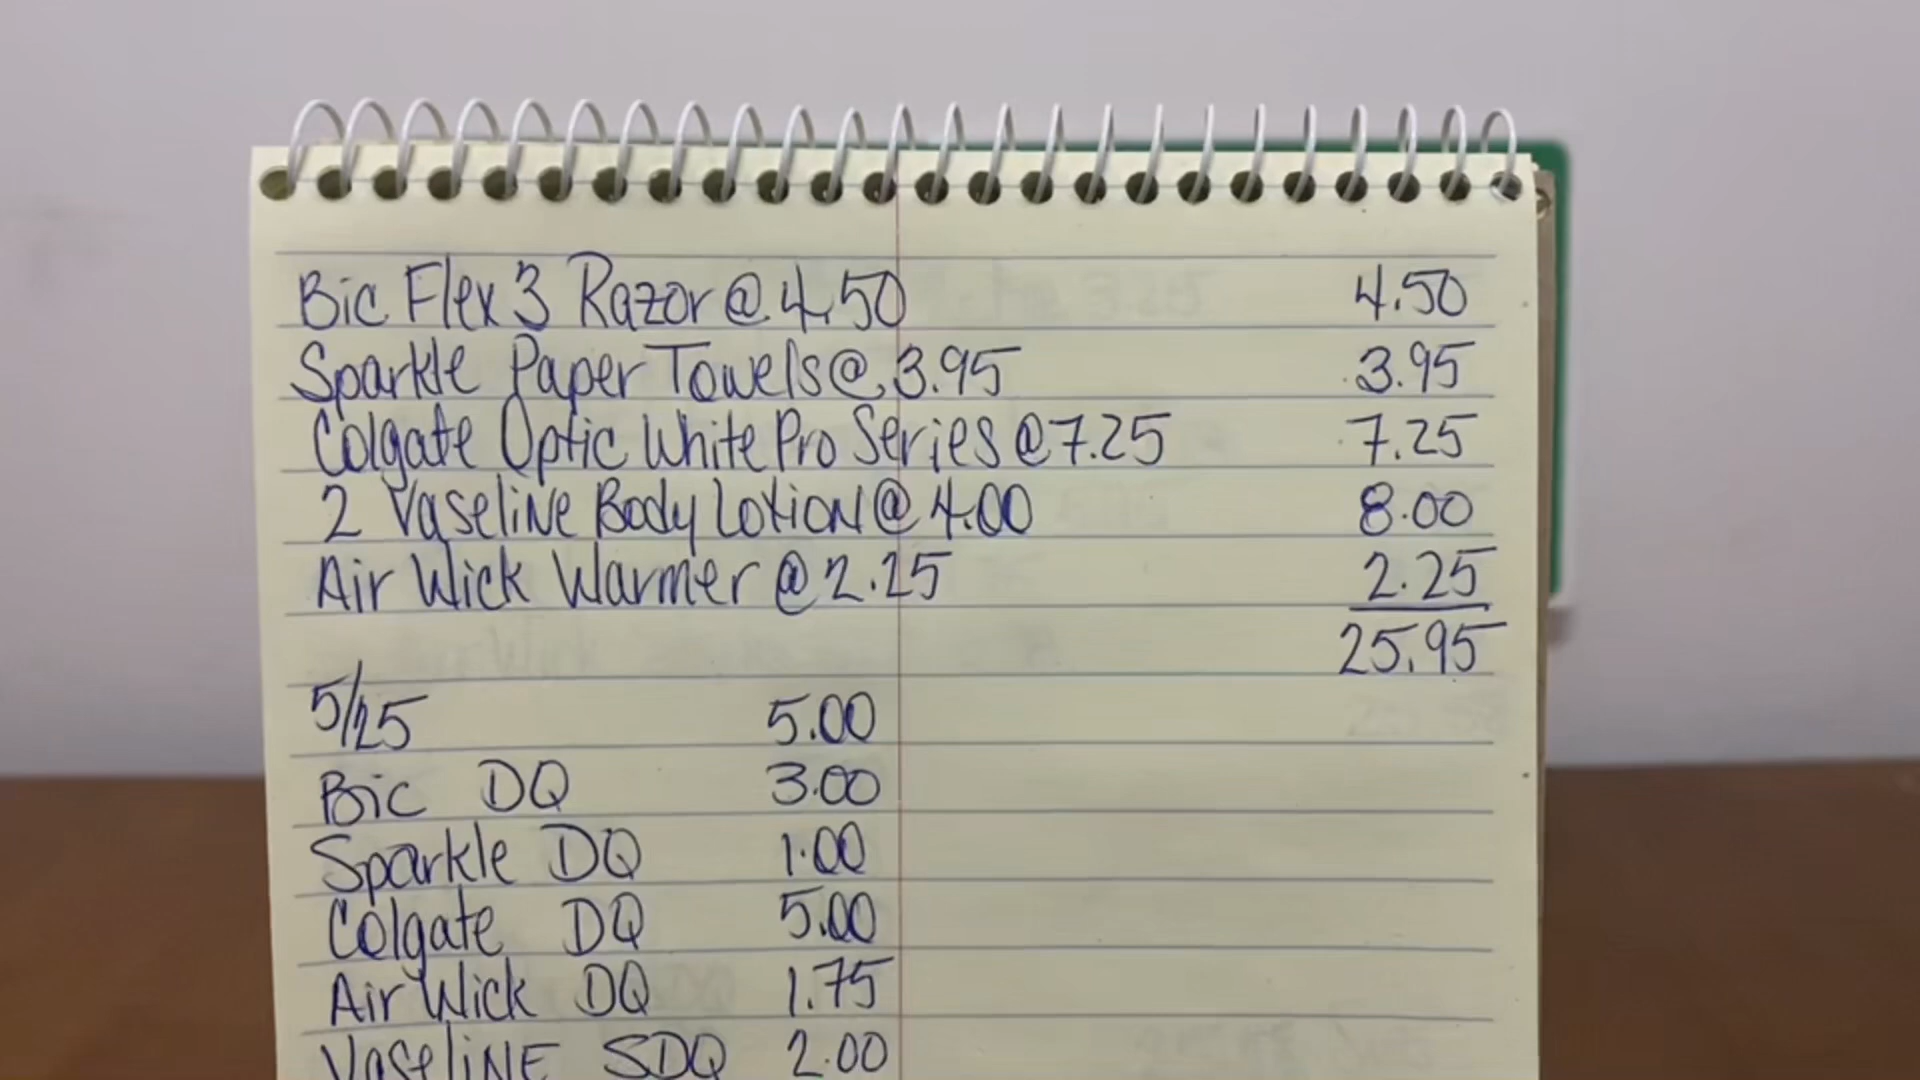 Bic Flex 3 Razor @ 4.50 4.50
Sparkle Paper Towels @ 3.95 3.95
Colgate Optic White Pro Series @ 7.25 7.25
2 Vaseline Body Lotion @ 4.00 8.00
Air Wick Warmer @ 2.25 2.25
25.95
5/25 5.00
Bic DQ 3.00
Sparkle DQ 1.00
Colgate DQ 5.00
Air Wick DQ 1.75
Vaseline SDQ 2.00